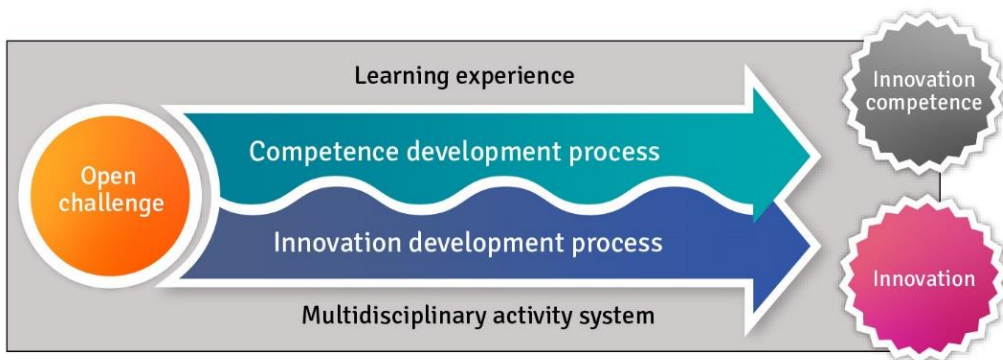 Learning experience
Innovation
competence
Competence development process
Open
challenge
Innovation development process
Innovation
Multidisciplinary activity system